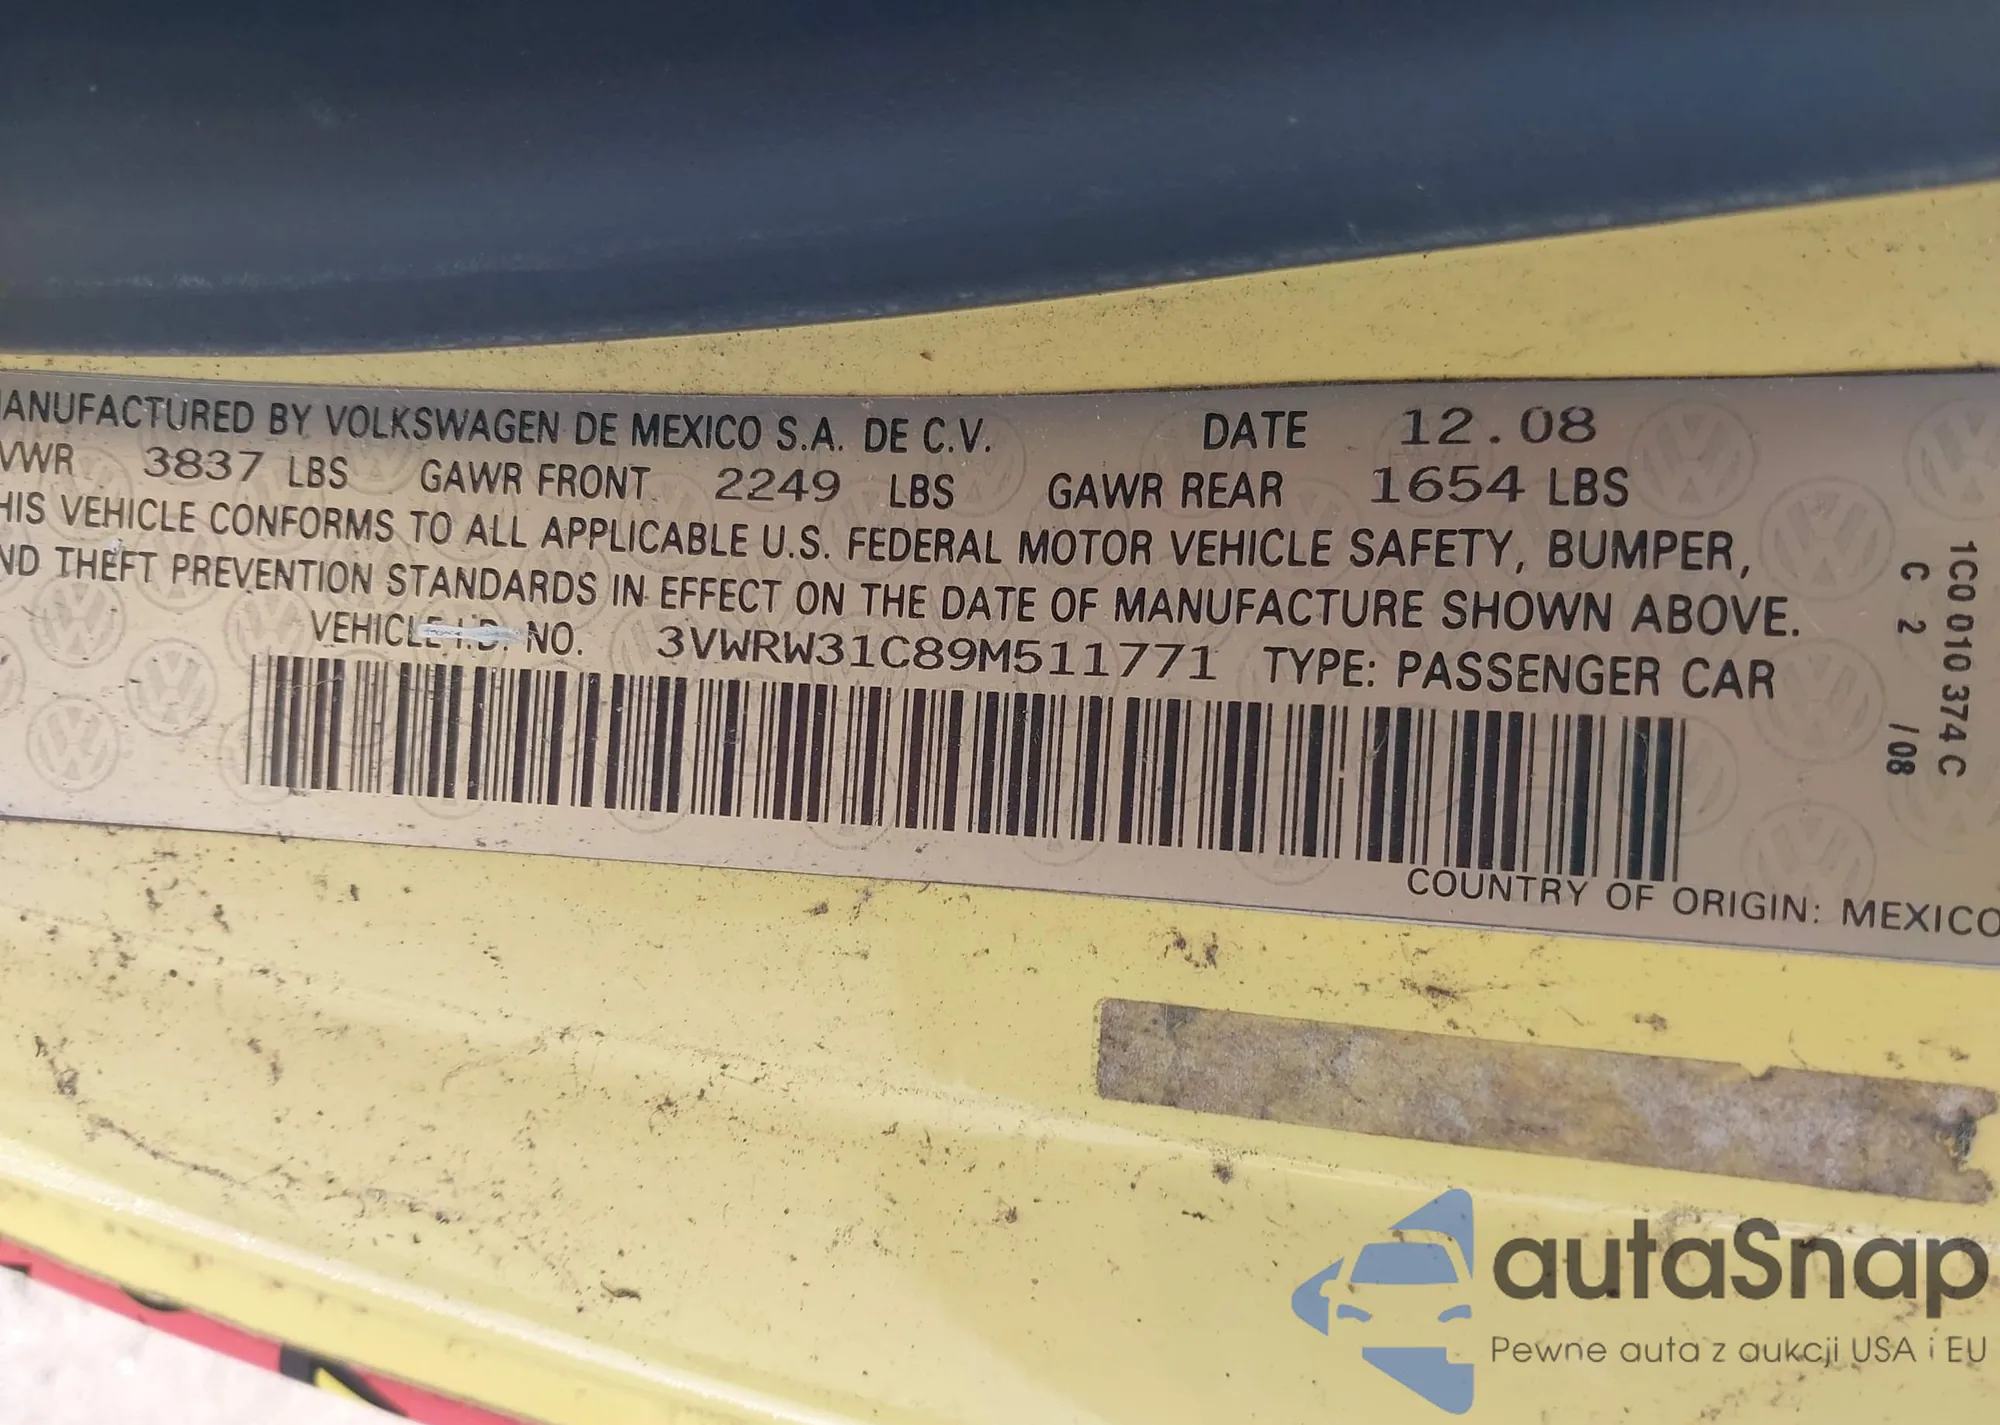 MANUFACTURED BY VOLKSWAGEN DE MEXICO S.A. DE C.V. DATE 12.08
VWR 3837 LBS GAWR FRONT 2249 LBS GAWR REAR 1654 LBS
HIS VEHICLE CONFORMS TO ALL APPLICABLE U.S. FEDERAL MOTOR VEHICLE SAFETY, BUMPER,
ND THEFT PREVENTION STANDARDS IN EFFECT ON THE DATE OF MANUFACTURE SHOWN ABOVE.
VEHICLE I.D. NO. 3VWRW31C89M511771 TYPE: PASSENGER CAR
COUNTRY OF ORIGIN: MEXICO
1C0 010 374 C
C 2 / 08
autaSnap
Pewne auta z aukcji USA i EU